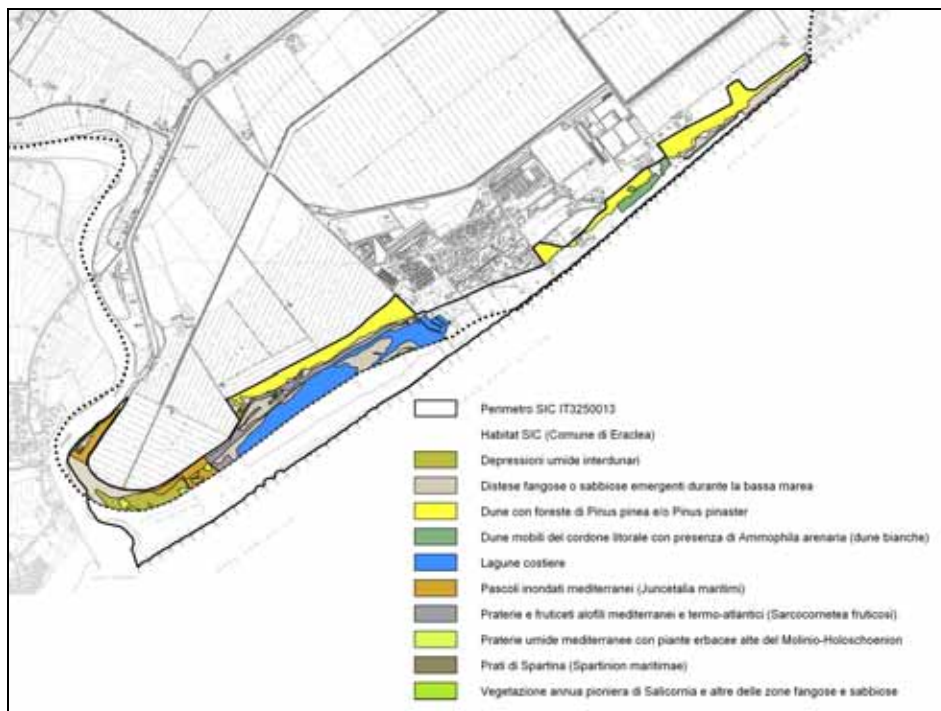 Perimetro SIC IT3250013
Habitat SIC (Comune di Eraclea)
Depressioni umide interdunari
Distese fangose o sabbiose emergenti durante la bassa marea
Dune con foreste di Pinus pinea e/o Pinus pinaster
Dune mobili del cordone litorale con presenza di Ammophila arenaria (dune bianche)
Lagune costiere
Pascoli inondati mediterranei (Juncetalia maritimi)
Praterie e fruticeti alofili mediterranei e termo-atlantici (Sarcocornetea fruticosi)
Praterie umide mediterranee con piante erbacee alte del Molinio-Holoschoenion
Prati di Spartina (Spartinion maritimae)
Vegetazione annua pioniera di Salicornia e altre delle zone fangose e sabbiose